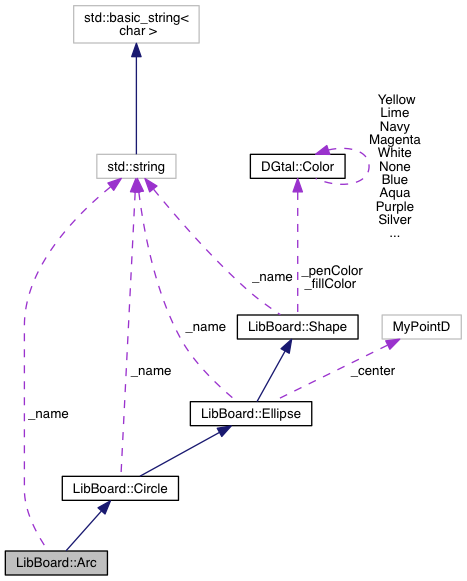 std::basic_string<
char >
std::string
DGtal::Color
Yellow
Lime
Navy
Magenta
White
None
Blue
Aqua
Purple
Silver
...
_name
_penColor
_fillColor
LibBoard::Shape
MyPointD
_name
_name
_center
_name
LibBoard::Ellipse
LibBoard::Circle
LibBoard::Arc